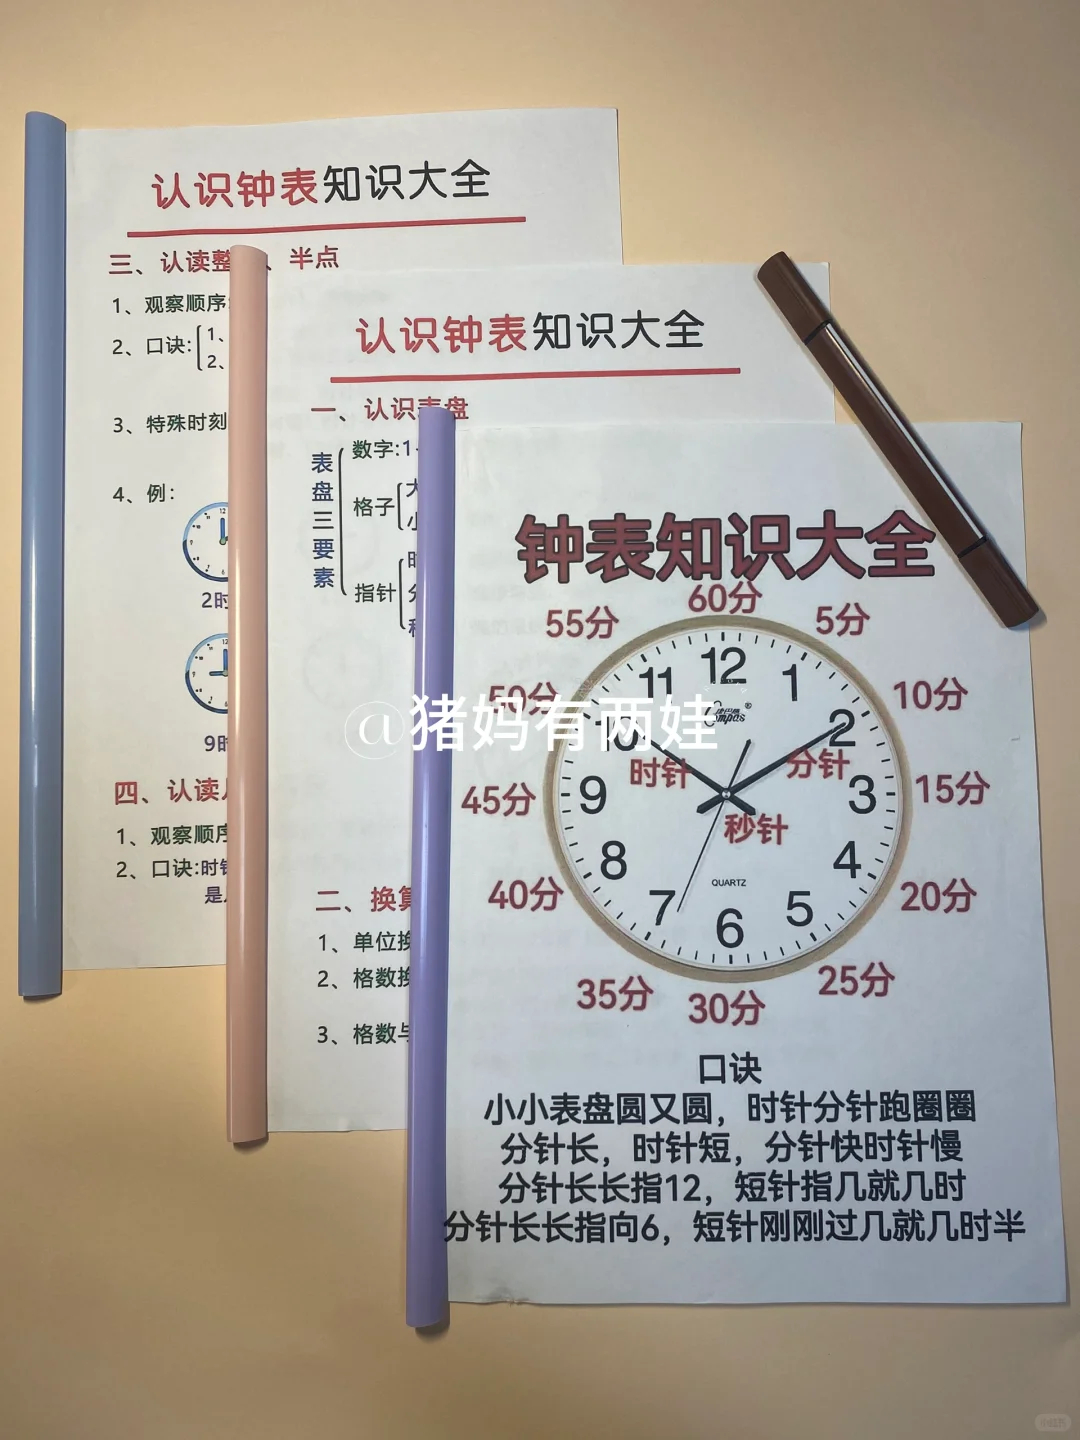 认识钟表知识大全
三、认读整、半点
1、观察顺序:
2、口诀:
1、
2、
3、特殊时刻
4、例:
2时
9时
四、认读
1、观察顺序
2、口诀:时针
是
认识钟表知识大全
一、认识表盘
表盘三要素
数字:1
格子
大
小
指针
时
分
秒
二、换算
1、单位换
2、格数换
3、格数与
钟表知识大全
60分
55分
5分
50分
10分
45分
15分
40分
20分
35分
25分
30分
12
11
1
10
2
9
3
8
4
7
5
6
Compas®
时针
分针
秒针
QUARTZ
@猪妈有两娃
口诀
小小表盘圆又圆，时针分针跑圈圈
分针长，时针短，分针快时针慢
分针长长指12，短针指几就几时
分针长长指向6，短针刚刚过几就几时半
小红书